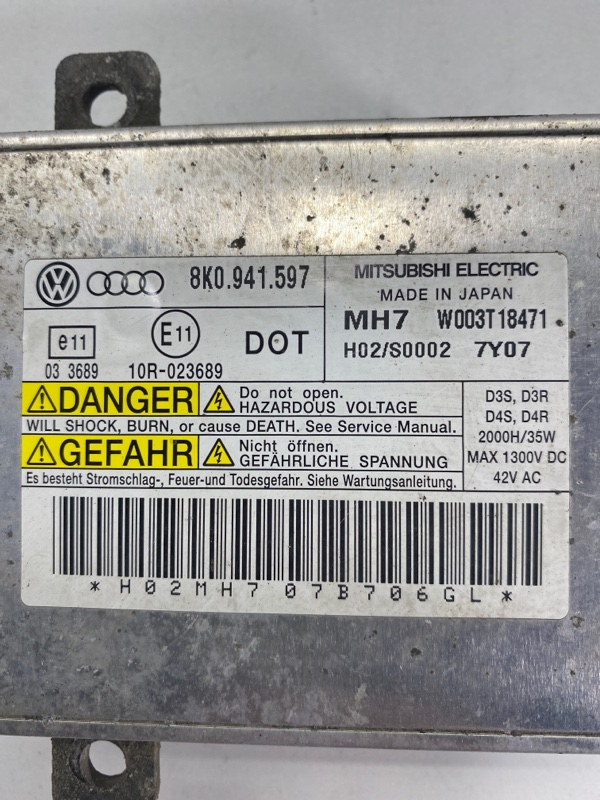 8K0.941.597
e11
03 3689
E11
10R-023689
DOT
MITSUBISHI ELECTRIC
MADE IN JAPAN
MH7 W003T18471
H02/S0002 7Y07
DANGER
Do not open.
HAZARDOUS VOLTAGE
WILL SHOCK, BURN, or cause DEATH. See Service Manual.
GEFAHR
Nicht öffnen.
GEFÄHRLICHE SPANNUNG
Es besteht Stromschlag-, Feuer-und Todesgefahr. Siehe Wartungsanleitung.
D3S, D3R
D4S, D4R
2000H/35W
MAX 1300V DC
42V AC
*H02MH707B706GL*